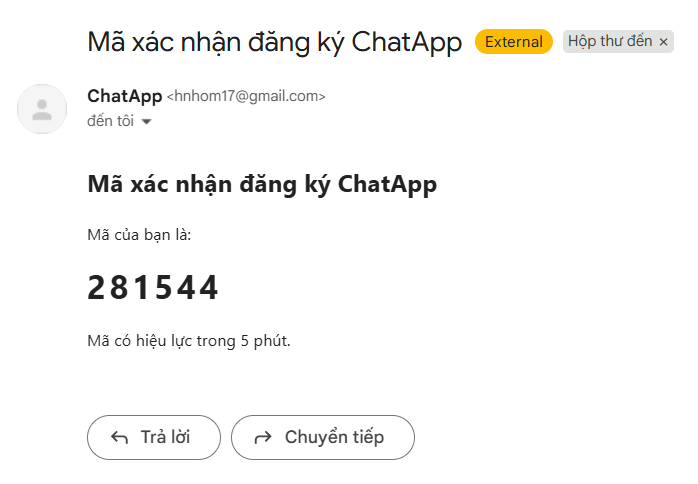 Mã xác nhận đăng ký ChatApp External Hộp thư đến ×
ChatApp <hnhom17@gmail.com>
đến tôi
Mã xác nhận đăng ký ChatApp
Mã của bạn là:
281544
Mã có hiệu lực trong 5 phút.
Trả lời Chuyển tiếp